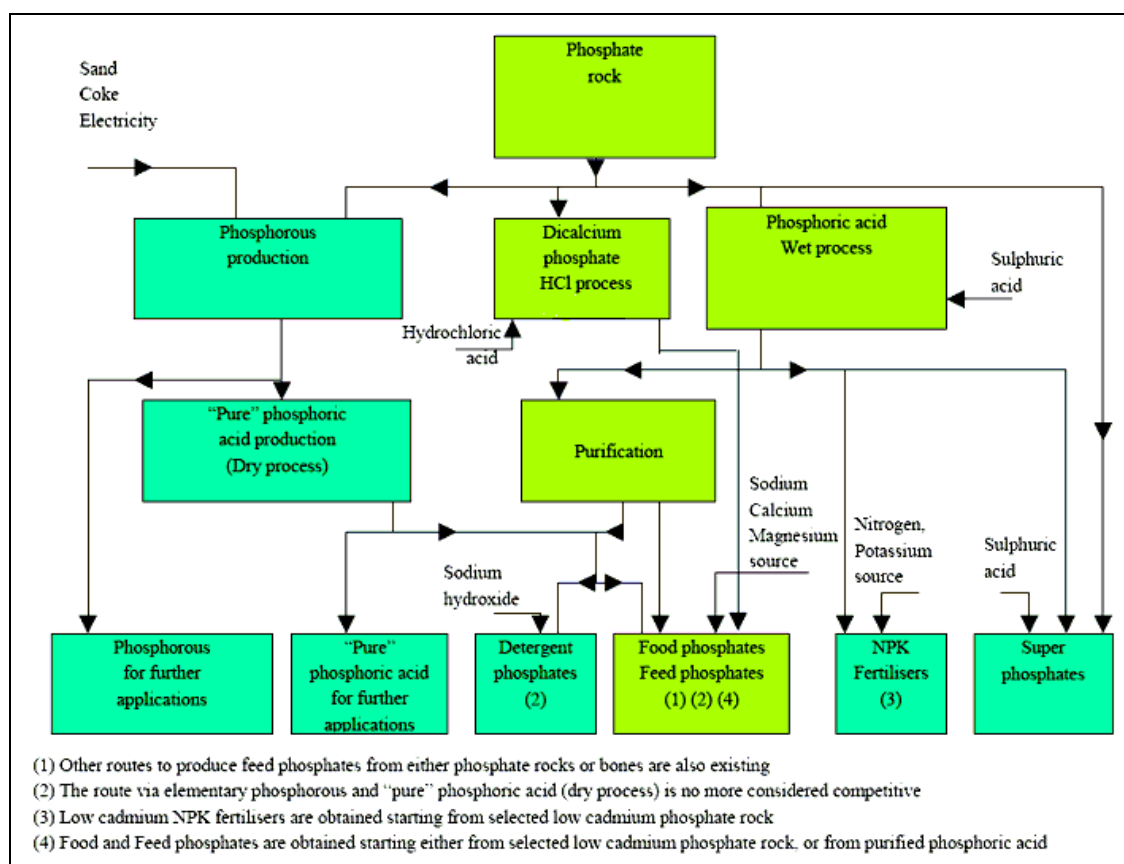 Phosphate
rock
Sand
Coke
Electricity
Phosphorous
production
Dicalcium
phosphate
HCl process
Phosphoric acid
Wet process
Sulphuric
acid
Hydrochloric
acid
“Pure” phosphoric
acid production
(Dry process)
Purification
Sodium
Calcium
Magnesium
source
Nitrogen,
Potassium
source
Sulphuric
acid
Sodium
hydroxide
Phosphorous
for further
applications
“Pure”
phosphoric acid
for further
applications
Detergent
phosphates
(2)
Food phosphates
Feed phosphates
(1) (2) (4)
NPK
Fertilisers
(3)
Super
phosphates
(1) Other routes to produce feed phosphates from either phosphate rocks or bones are also existing
(2) The route via elementary phosphorous and “pure” phosphoric acid (dry process) is no more considered competitive
(3) Low cadmium NPK fertilisers are obtained starting from selected low cadmium phosphate rock
(4) Food and Feed phosphates are obtained starting either from selected low cadmium phosphate rock, or from purified phosphoric acid